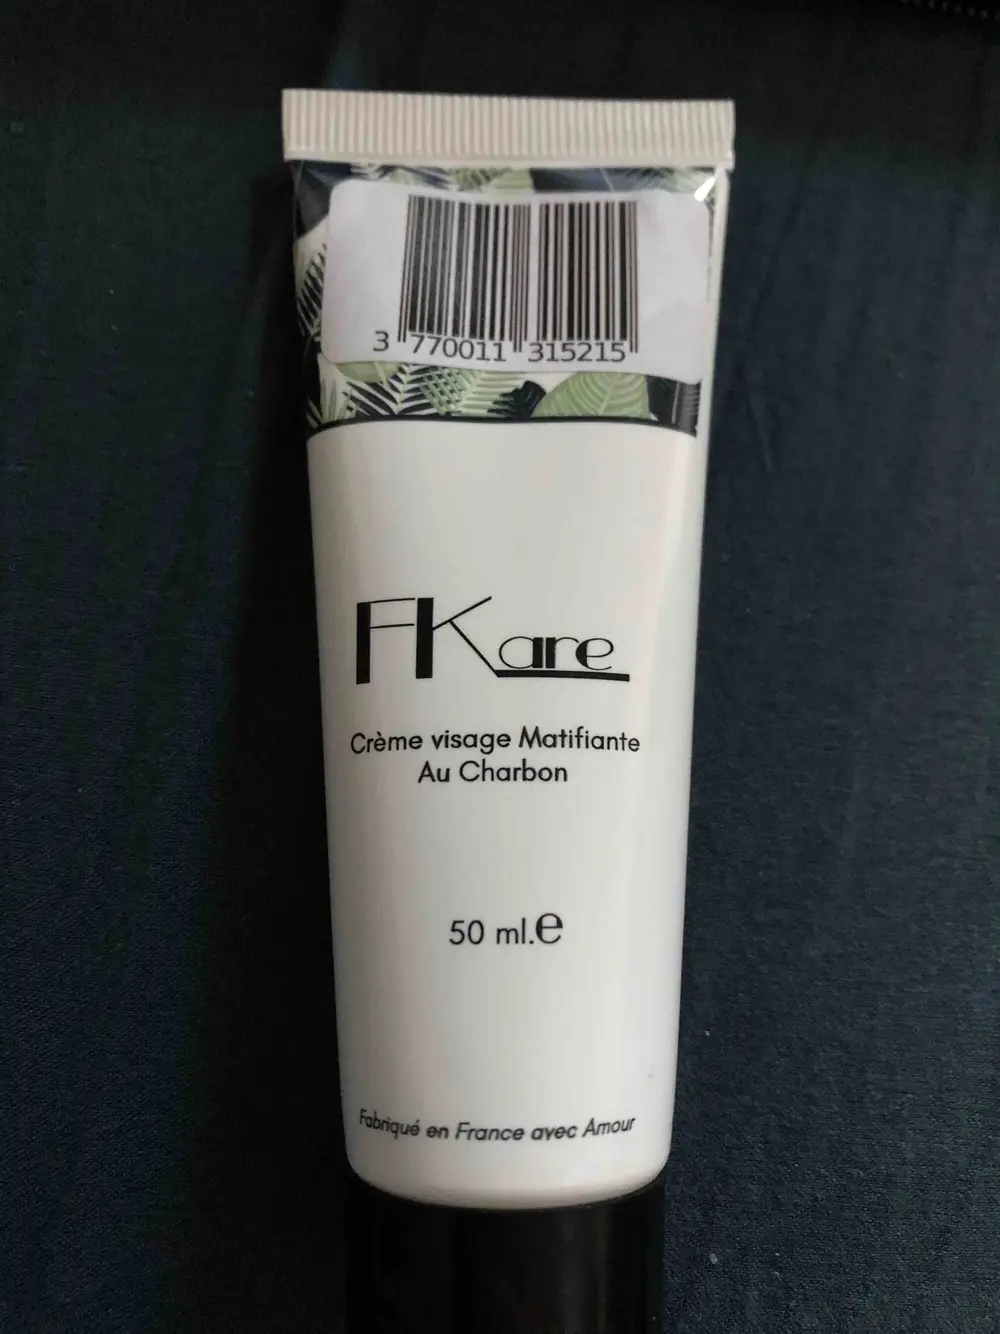 3 770011 315215
FKare
Crème visage Matifiante
Au Charbon
50 ml.e
Fabriqué en France avec Amour